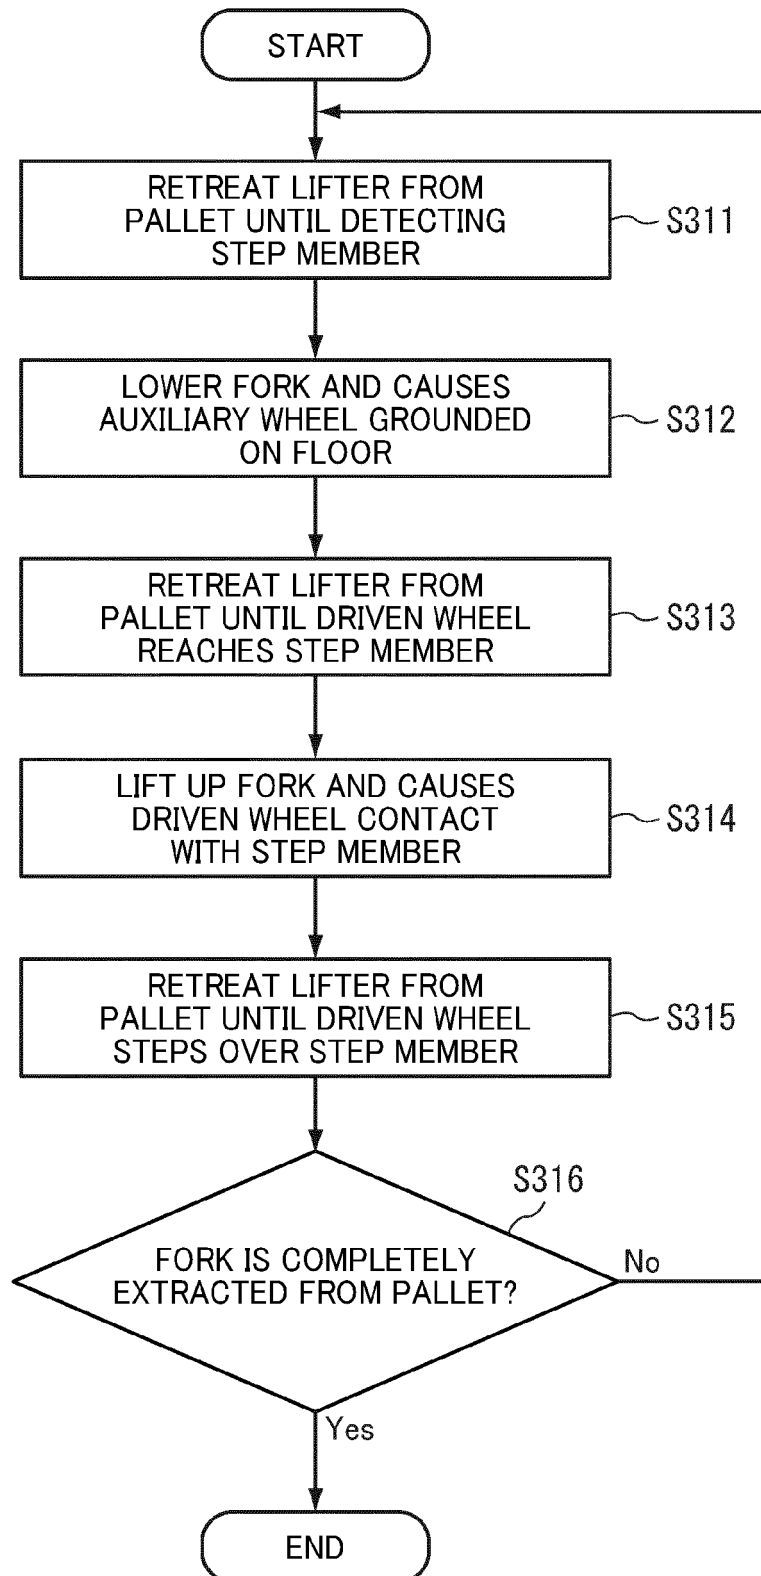 START
RETREAT LIFTER FROM
PALLET UNTIL DETECTING
STEP MEMBER
S311
LOWER FORK AND CAUSES
AUXILIARY WHEEL GROUNDED
ON FLOOR
S312
RETREAT LIFTER FROM
PALLET UNTIL DRIVEN WHEEL
REACHES STEP MEMBER
S313
LIFT UP FORK AND CAUSES
DRIVEN WHEEL CONTACT
WITH STEP MEMBER
S314
RETREAT LIFTER FROM
PALLET UNTIL DRIVEN WHEEL
STEPS OVER STEP MEMBER
S315
S316
FORK IS COMPLETELY
EXTRACTED FROM PALLET?
No
Yes
END